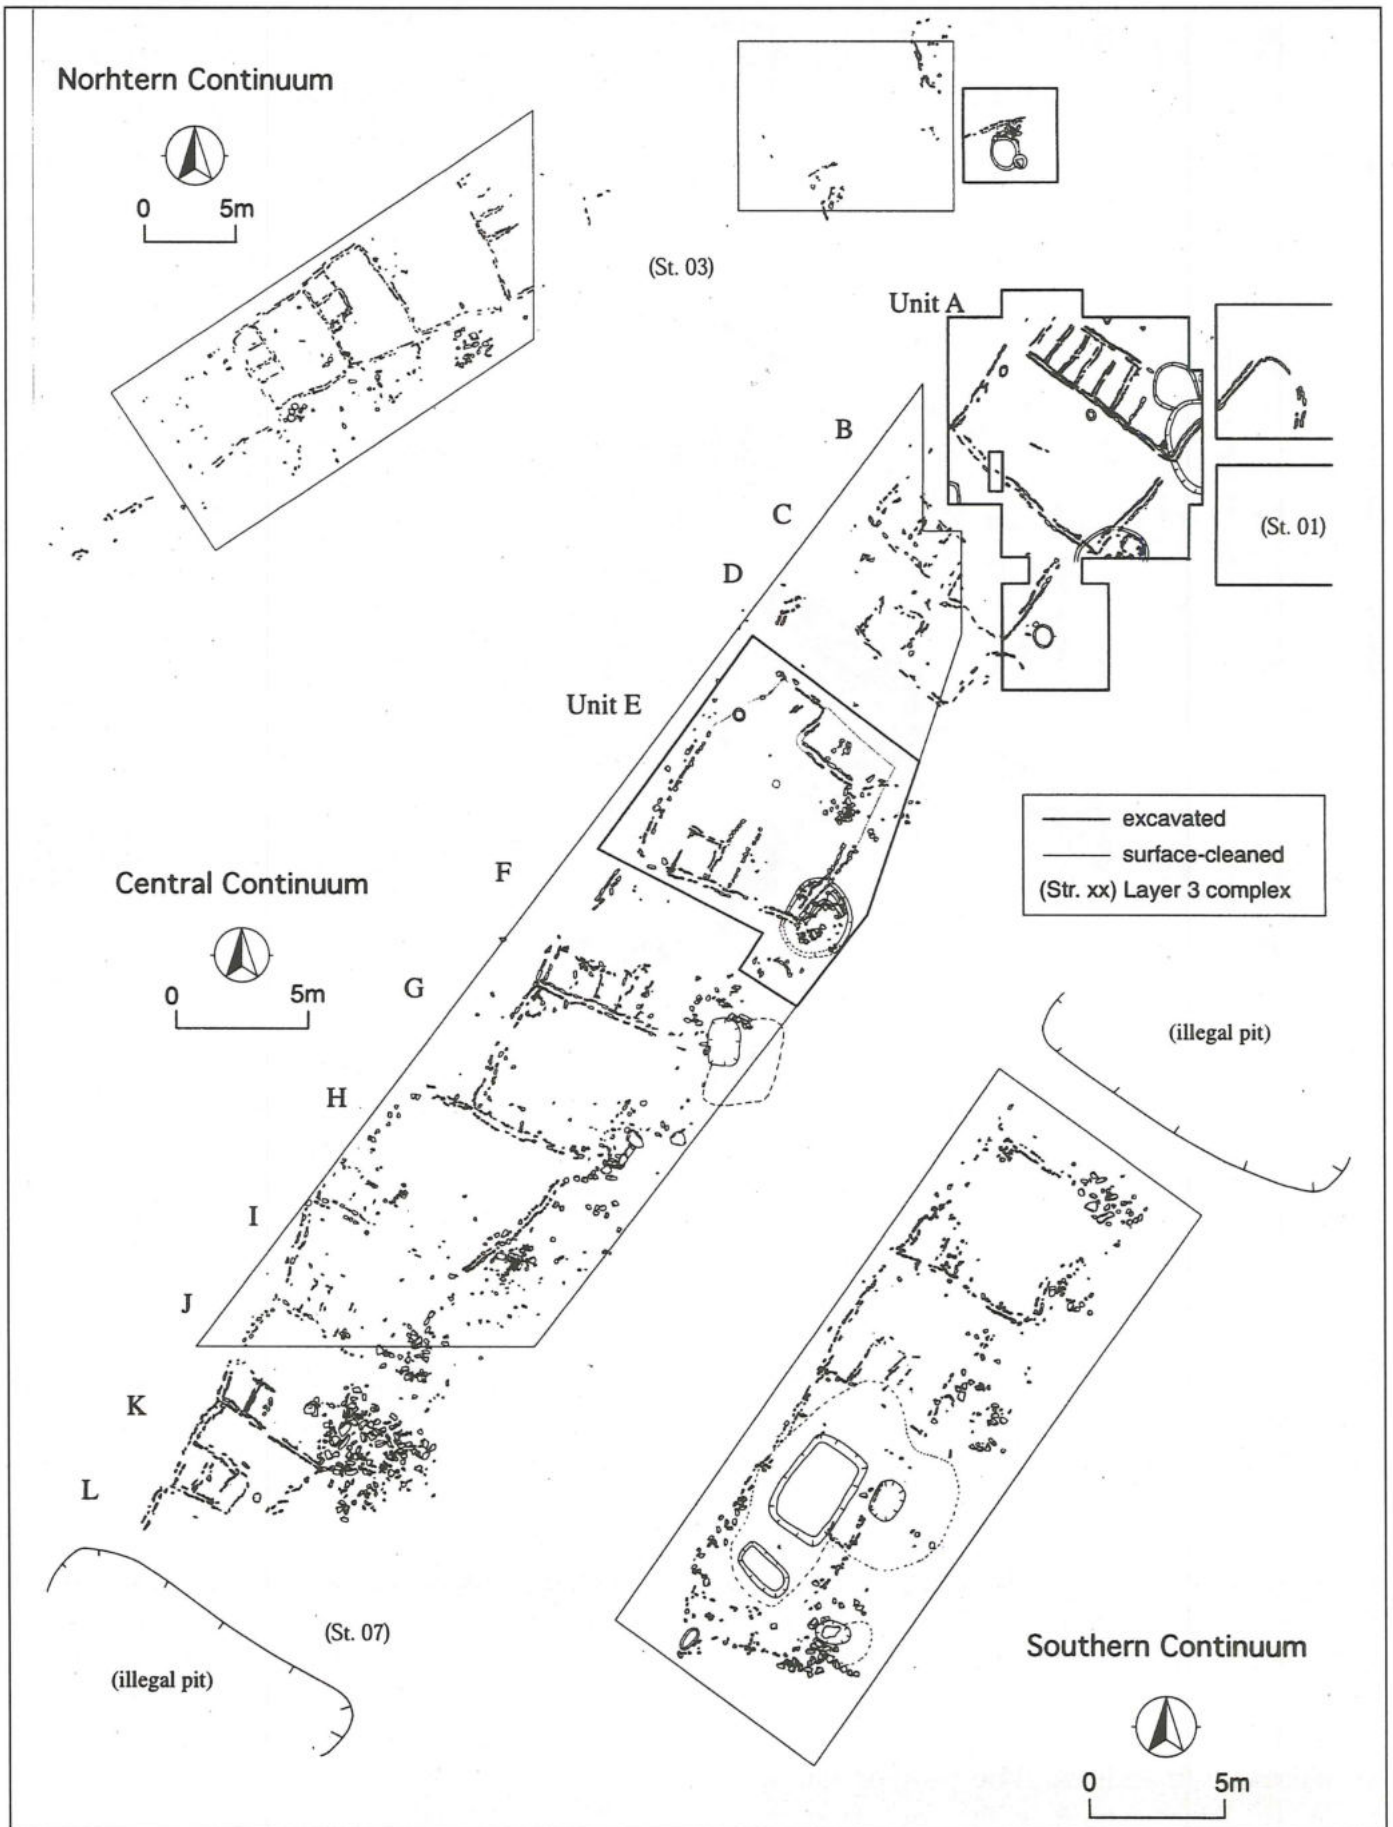 Norhtern Continuum
0 5m
(St. 03)
Unit A
B
C
(St. 01)
D
Unit E
excavated
surface-cleaned
(Str. xx) Layer 3 complex
F
Central Continuum
0 5m
G
(illegal pit)
H
I
J
K
L
(St. 07)
(illegal pit)
Southern Continuum
0 5m